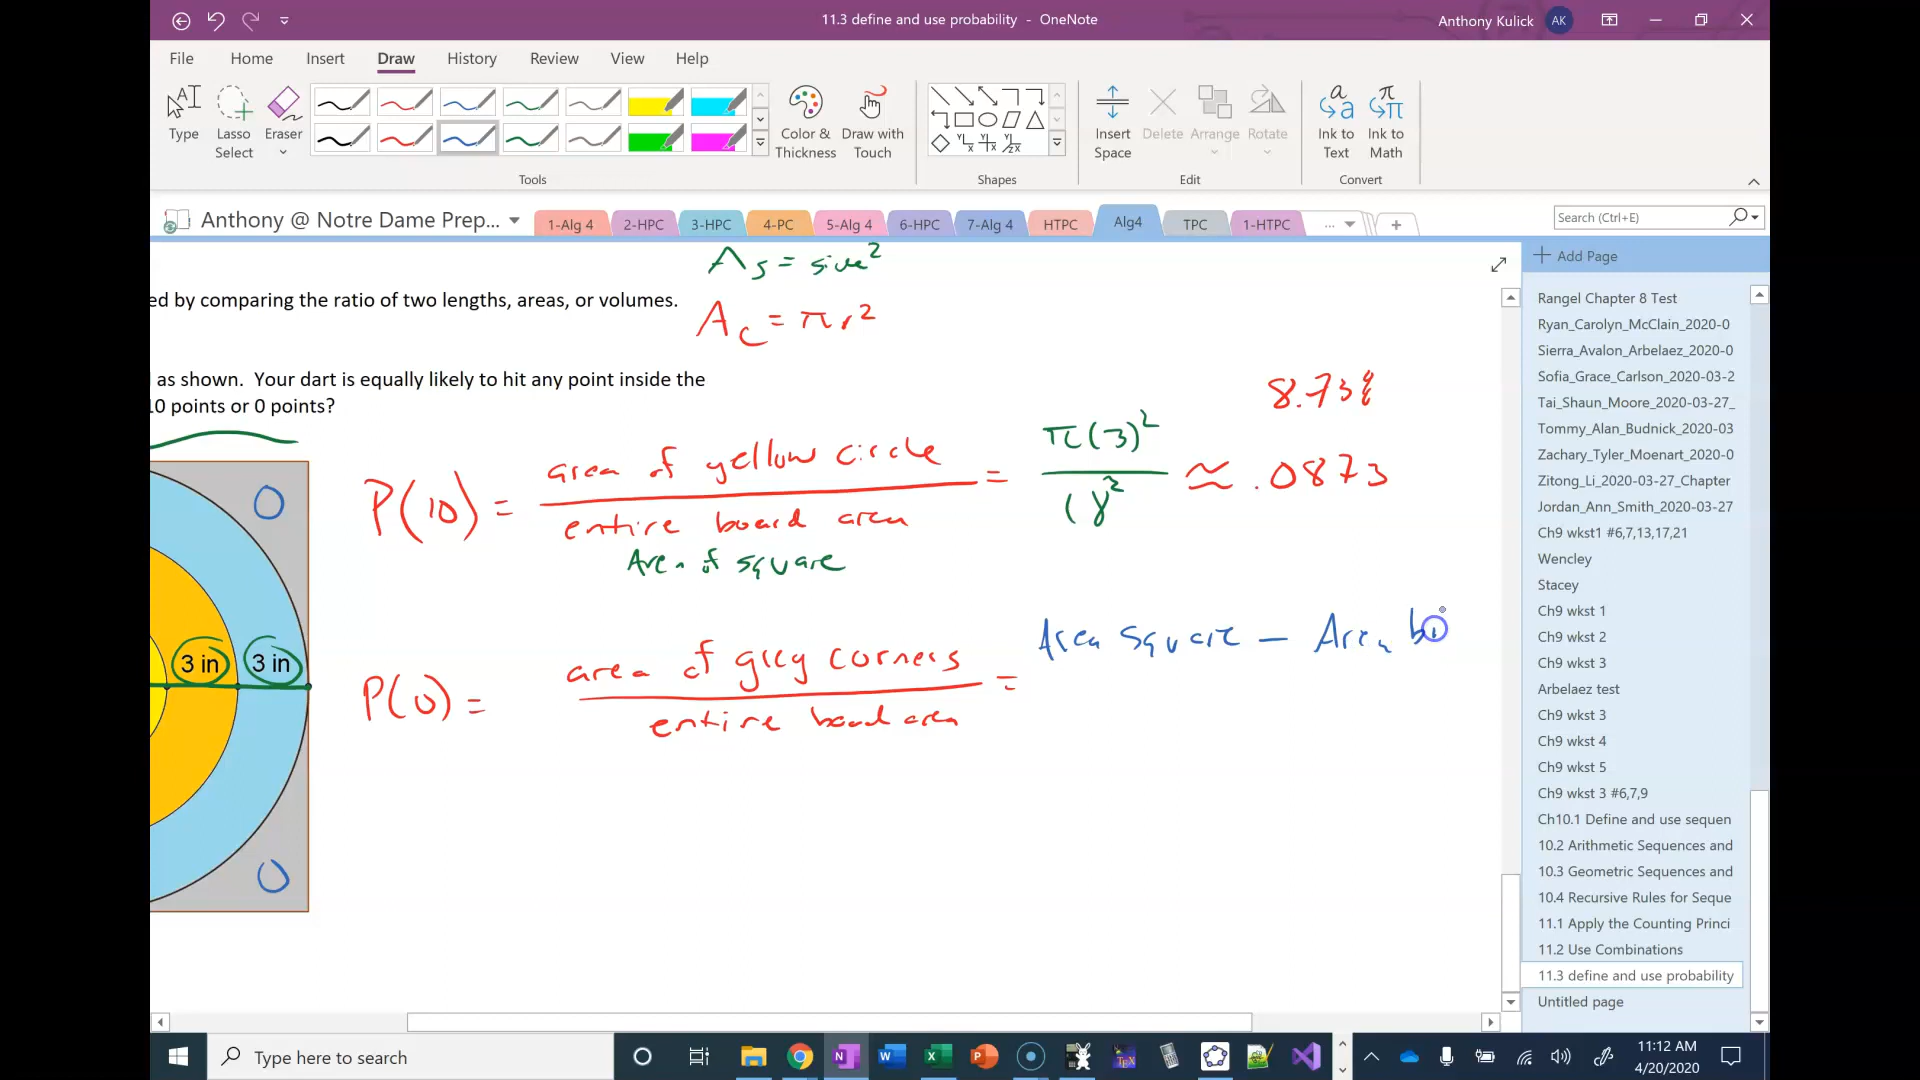 11.3 define and use probability - OneNote
Anthony Kulick AK
File Home Insert Draw History Review View Help
Type
Lasso Select
Eraser
Color & Thickness
Draw with Touch
Insert Space
Delete
Arrange
Rotate
Ink to Text
Ink to Math
Tools
Shapes
Edit
Convert
Anthony @ Notre Dame Prep...
1-Alg 4 2-HPC 3-HPC 4-PC 5-Alg 4 6-HPC 7-Alg 4 HTPC Alg4 TPC 1-HTPC ...
Search (Ctrl+E)
A s = side²
ed by comparing the ratio of two lengths, areas, or volumes.
A c = πr²
as shown. Your dart is equally likely to hit any point inside the
10 points or 0 points?
8.73%
P(10) = area of yellow circle / entire board area = π(3)² / 18² ≈ .0873
Area of square
0
3 in 3 in
P(0) = area of grey corners / entire board area = Area square - Area bi
0
Add Page
Rangel Chapter 8 Test
Ryan_Carolyn_McClain_2020-0
Sierra_Avalon_Arbelaez_2020-0
Sofia_Grace_Carlson_2020-03-2
Tai_Shaun_Moore_2020-03-27_
Tommy_Alan_Budnick_2020-03
Zachary_Tyler_Moenart_2020-0
Zitong_Li_2020-03-27_Chapter
Jordan_Ann_Smith_2020-03-27
Ch9 wkst1 #6,7,13,17,21
Wencley
Stacey
Ch9 wkst 1
Ch9 wkst 2
Ch9 wkst 3
Arbelaez test
Ch9 wkst 3
Ch9 wkst 4
Ch9 wkst 5
Ch9 wkst 3 #6,7,9
Ch10.1 Define and use sequen
10.2 Arithmetic Sequences and
10.3 Geometric Sequences and
10.4 Recursive Rules for Seque
11.1 Apply the Counting Princi
11.2 Use Combinations
11.3 define and use probability
Untitled page
Type here to search
11:12 AM
4/20/2020